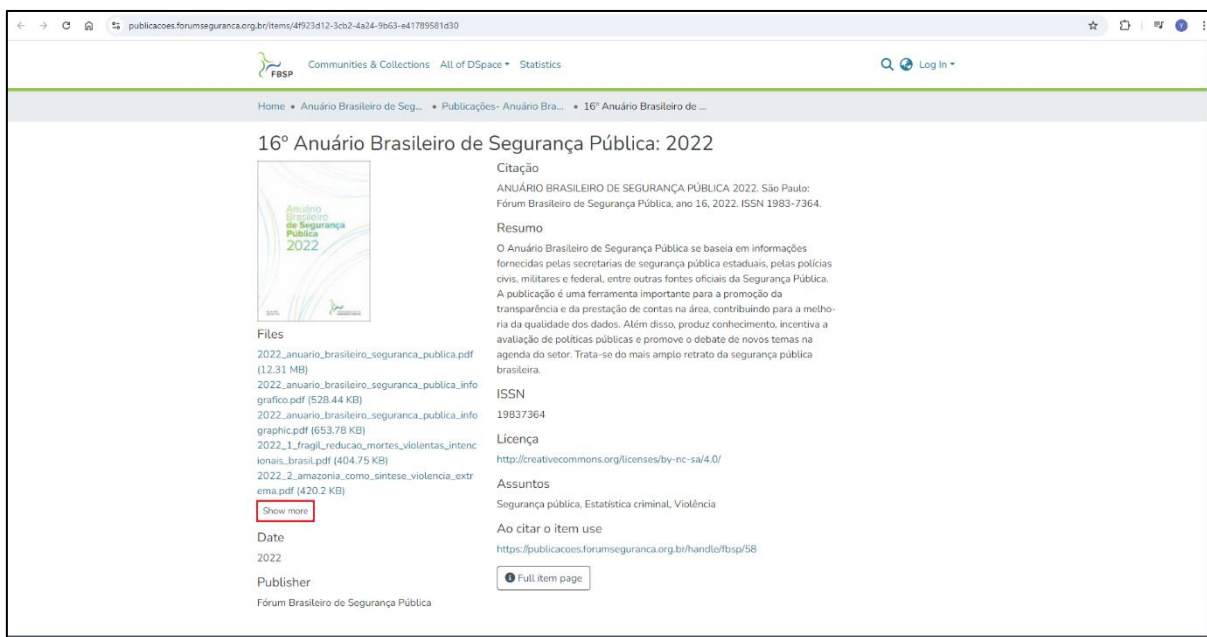 publicacoes.forumseguranca.org.br/items/4f923d12-3cb2-4a24-9b63-e41789581d30
FBSP
Communities & Collections All of DSpace Statistics
Log In
Home • Anuário Brasileiro de Seg... • Publicações- Anuário Bra... • 16º Anuário Brasileiro de ...
16º Anuário Brasileiro de Segurança Pública: 2022
Anuário
Brasileiro
de Segurança
Pública
2022
Files
2022_anuario_brasileiro_seguranca_publica.pdf
(12.31 MB)
2022_anuario_brasileiro_seguranca_publica_info
grafico.pdf (528.44 KB)
2022_anuario_brasileiro_seguranca_publica_info
graphic.pdf (653.78 KB)
2022_1_fragil_reducao_mortes_violentas_intenc
ionais_brasil.pdf (404.75 KB)
2022_2_amazonia_como_sintese_violencia_extr
ema.pdf (420.2 KB)
Show more
Date
2022
Publisher
Fórum Brasileiro de Segurança Pública
Citação
ANUÁRIO BRASILEIRO DE SEGURANÇA PÚBLICA 2022. São Paulo:
Fórum Brasileiro de Segurança Pública, ano 16, 2022. ISSN 1983-7364.
Resumo
O Anuário Brasileiro de Segurança Pública se baseia em informações
fornecidas pelas secretarias de segurança pública estaduais, pelas polícias
civis, militares e federal, entre outras fontes oficiais da Segurança Pública.
A publicação é uma ferramenta importante para a promoção da
transparência e da prestação de contas na área, contribuindo para a melho-
ria da qualidade dos dados. Além disso, produz conhecimento, incentiva a
avaliação de políticas públicas e promove o debate de novos temas na
agenda do setor. Trata-se do mais amplo retrato da segurança pública
brasileira.
ISSN
19837364
Licença
http://creativecommons.org/licenses/by-nc-sa/4.0/
Assuntos
Segurança pública, Estatística criminal, Violência
Ao citar o item use
https://publicacoes.forumseguranca.org.br/handle/fbsp/58
Full item page